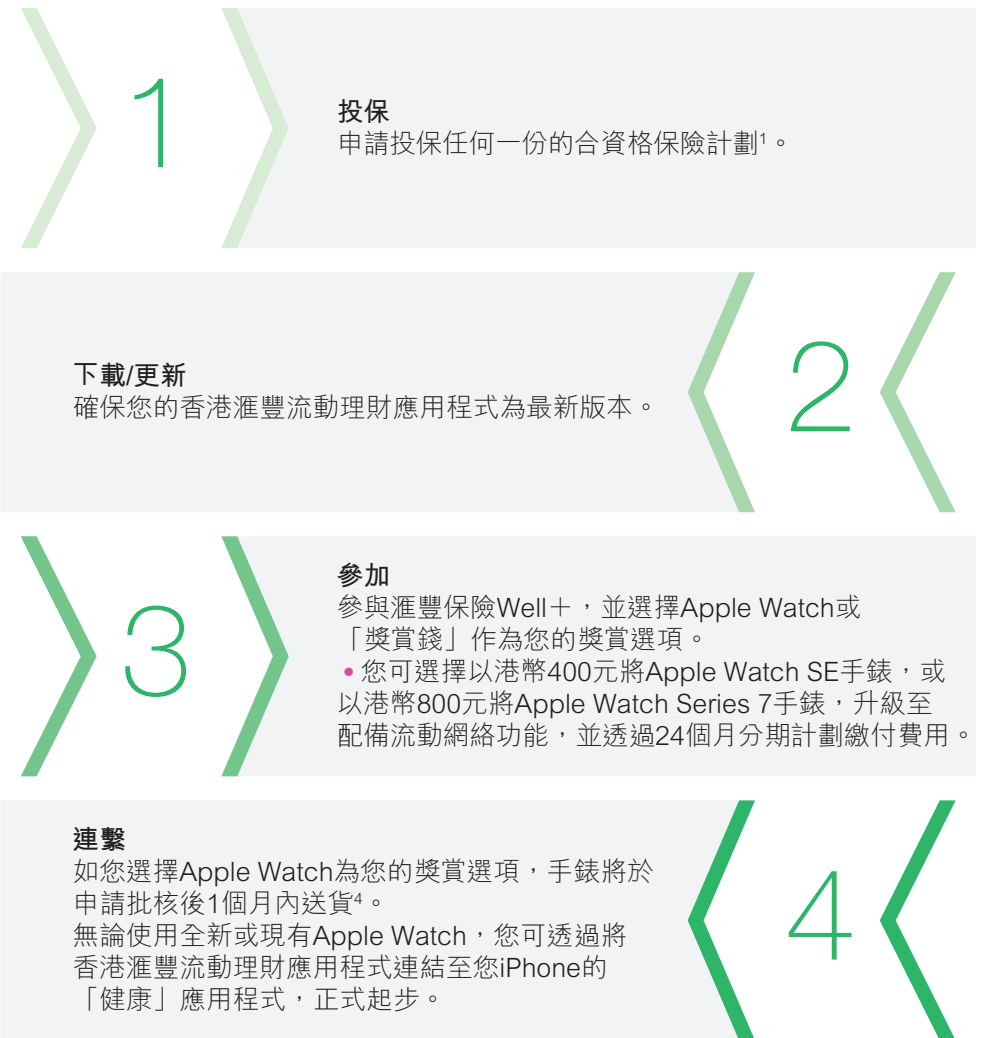 1
投保
申請投保任何一份的合資格保險計劃¹。
下載/更新
確保您的香港滙豐流動理財應用程式為最新版本。
2
3
參加
參與滙豐保險Well＋，並選擇Apple Watch或
「獎賞錢」作為您的獎賞選項。
•您可選擇以港幣400元將Apple Watch SE手錶，或
以港幣800元將Apple Watch Series 7手錶，升級至
配備流動網絡功能，並透過24個月分期計劃繳付費用。
連繫
如您選擇Apple Watch為您的獎賞選項，手錶將於
申請批核後1個月內送貨⁴。
無論使用全新或現有Apple Watch，您可透過將
香港滙豐流動理財應用程式連結至您iPhone的
「健康」應用程式，正式起步。
4